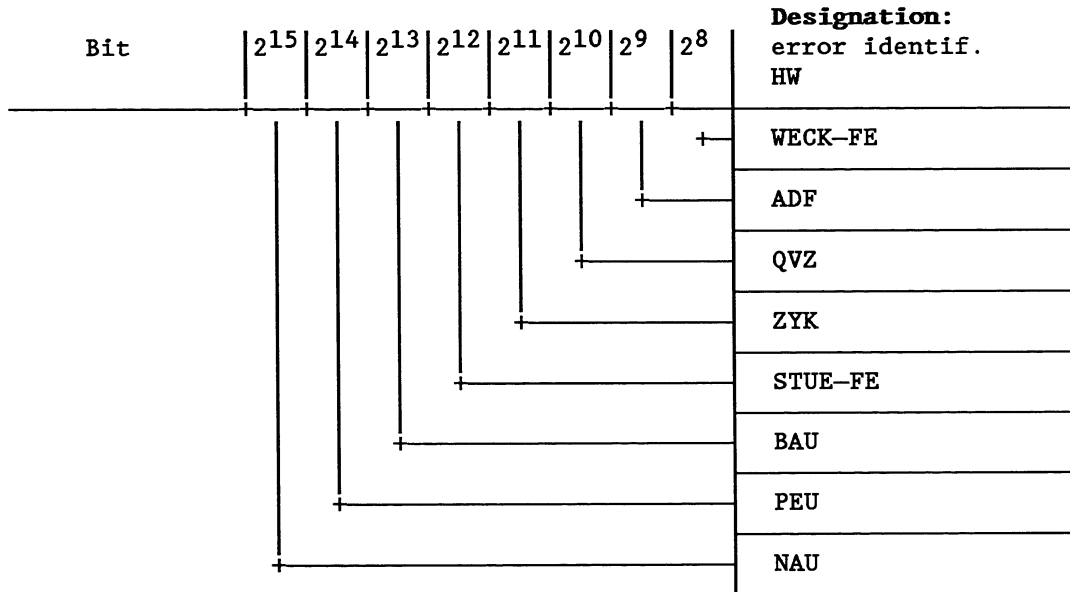 Designation:
Bit 2^15 2^14 2^13 2^12 2^11 2^10 2^9 2^8 error identif.
HW
WECK-FE
ADF
QVZ
ZYK
STUE-FE
BAU
PEU
NAU